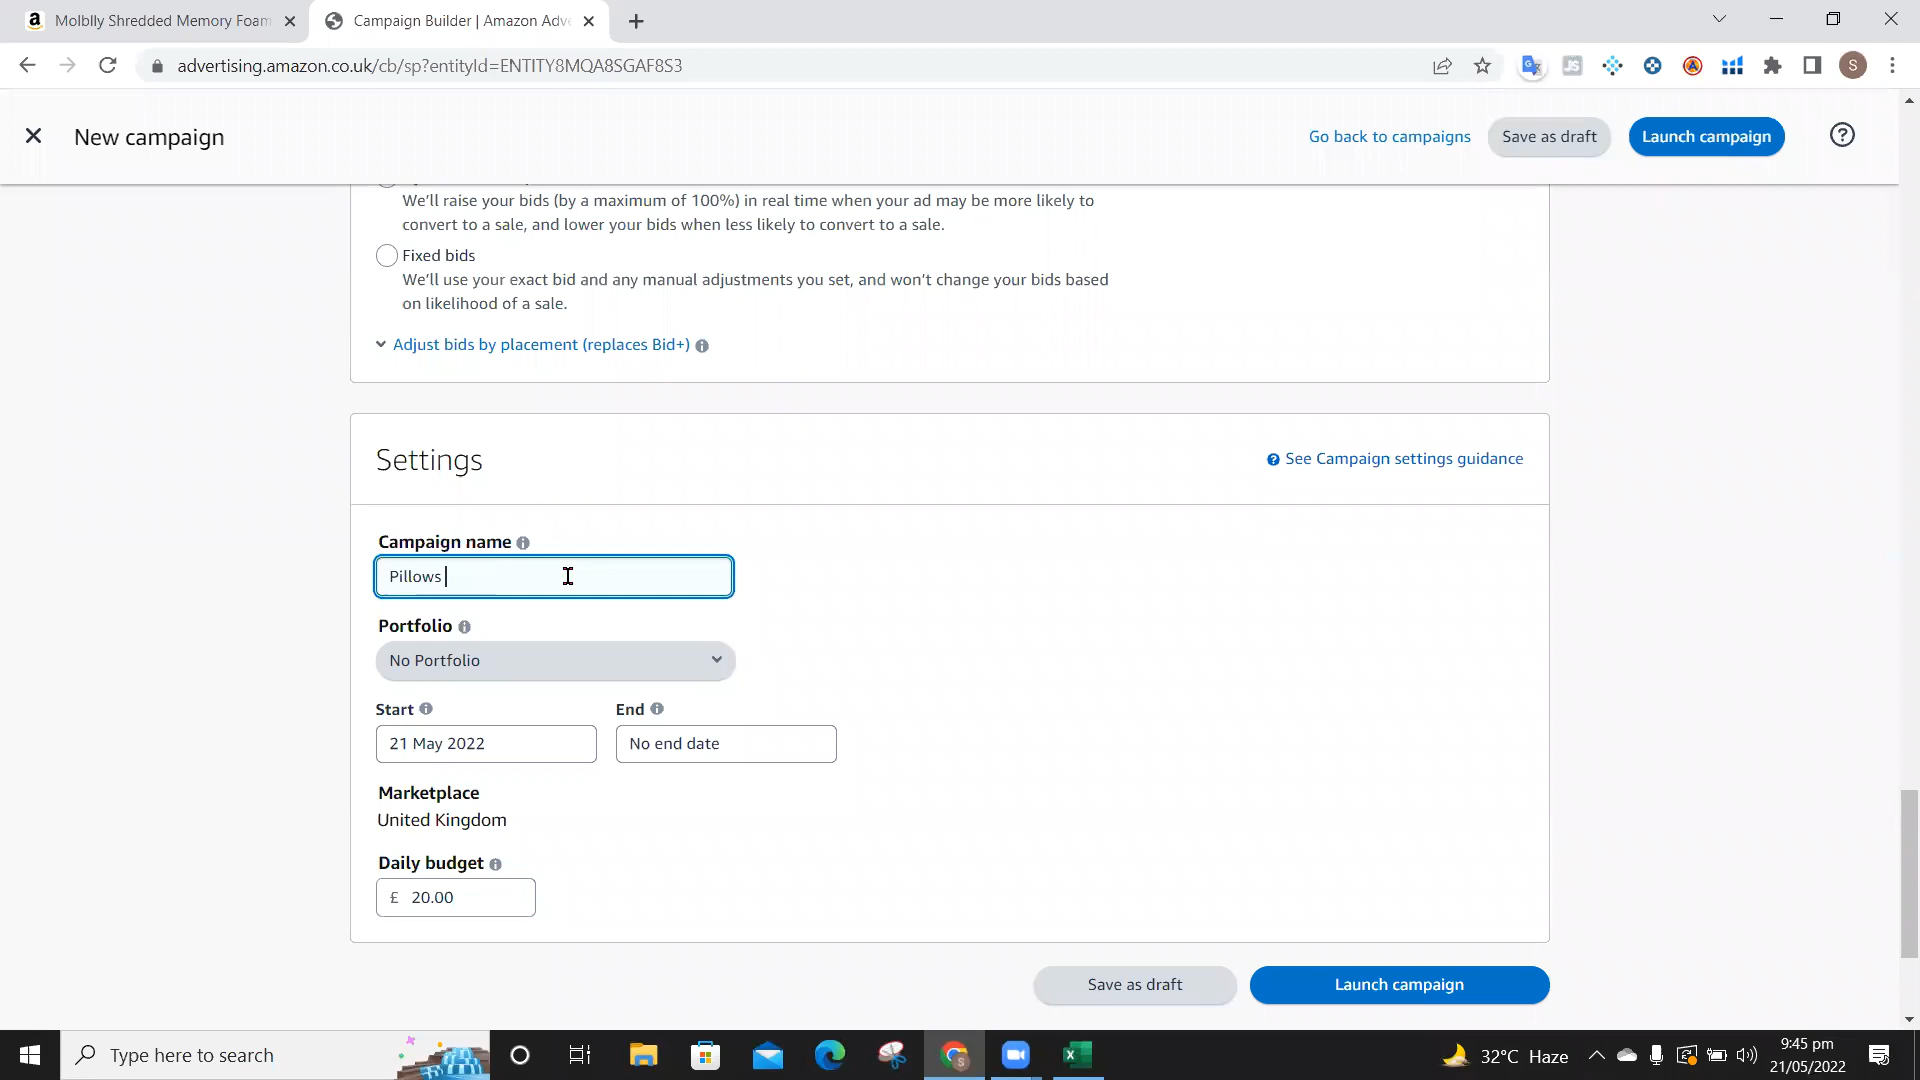 Molblly Shredded Memory Foam
Campaign Builder | Amazon Adve
advertising.amazon.co.uk/cb/sp?entityId=ENTITY8MQA8SGAF8S3
S
New campaign
Go back to campaigns
Save as draft
Launch campaign
We'll raise your bids (by a maximum of 100%) in real time when your ad may be more likely to
convert to a sale, and lower your bids when less likely to convert to a sale.
Fixed bids
We'll use your exact bid and any manual adjustments you set, and won't change your bids based
on likelihood of a sale.
Adjust bids by placement (replaces Bid+)
Settings
See Campaign settings guidance
Campaign name
Pillows
Portfolio
No Portfolio
Start
End
21 May 2022
No end date
Marketplace
United Kingdom
Daily budget
£ 20.00
Save as draft
Launch campaign
Type here to search
32°C Haze
9:45 pm
21/05/2022